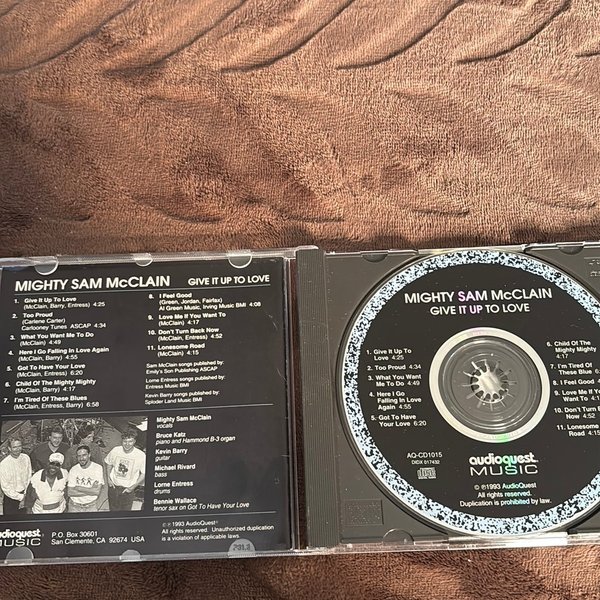 MIGHTY SAM McCLAIN GIVE IT UP TO LOVE
1. Give It Up To Love
(McClain, Barry, Entress) 4:25
2. Too Proud
(Carlene Carter)
Carlooney Tunes ASCAP 4:34
3. What You Want Me To Do
(McClain) 4:49
4. Here I Go Falling In Love Again
(McClain, Barry) 4:55
5. Got To Have Your Love
(McClain, Entress) 6:20
6. Child Of The Mighty Mighty
(McClain, Barry) 4:17
7. I'm Tired Of These Blues
(McClain, Entress, Barry) 6:58
8. I Feel Good
(Green, Jordan, Fairfax)
Al Green Music, Irving Music BMI 4:08
9. Love Me If You Want To
(McClain) 4:17
10. Don't Turn Back Now
(McClain, Entress) 4:52
11. Lonesome Road
(McClain) 4:15
Sam McClain songs published by:
Emily's Son Publishing ASCAP
Lorne Entress songs published by:
Entress Music BMI
Kevin Barry songs published by:
Spinder Land Music BMI
Mighty Sam McClain
vocals
Bruce Katz
piano and Hammond B-3 organ
Kevin Barry
guitar
Michael Rivard
bass
Lorne Entress
drums
Bennie Wallace
tenor sax on Got To Have Your Love
audioquest
MUSIC
P.O. Box 30601
San Clemente, CA 92674 USA
℗ 1993 AudioQuest
All rights reserved. Unauthorized duplication
is a violation of applicable laws.
MIGHTY SAM McCLAIN
GIVE IT UP TO LOVE
1. Give It Up To
Love 4:25
2. Too Proud 4:34
3. What You Want
Me To Do 4:49
4. Here I Go
Falling In Love
Again 4:55
5. Got To Have
Your Love 6:20
6. Child Of The
Mighty Mighty
4:17
7. I'm Tired Of
These Blue
8. I Feel Good
9. Love Me If Y
Want To
10. Don't Turn B
Now 4:52
11. Lonesome
Road 4:15
AQ-CD1015
DIDX 017432
COMPACT
disc
DIGITAL AUDIO
audioquest
MUSIC
℗ © 1993 AudioQuest
All rights reserved.
Duplication is prohibited by law.